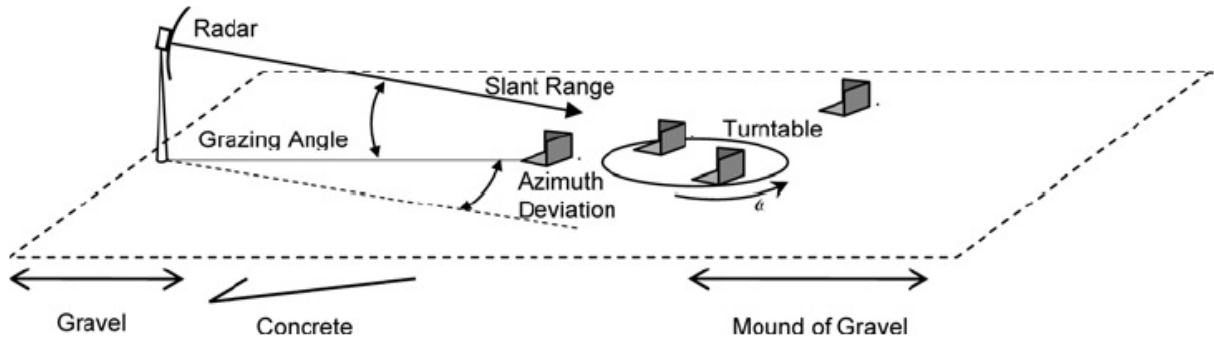 Radar
Slant Range
Grazing Angle
Turntable
Azimuth
Deviation
α
Gravel
Concrete
Mound of Gravel